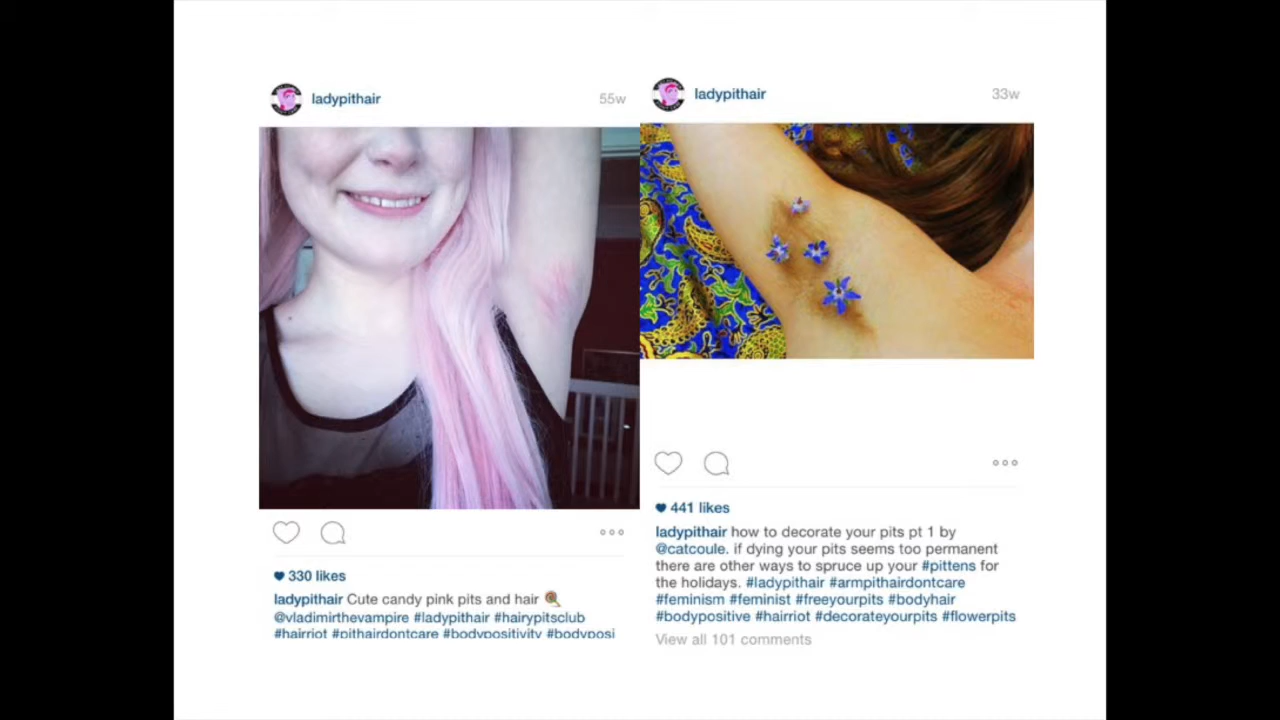 ladypithair 55w
330 likes
ladypithair Cute candy pink pits and hair 🍭
@vladimirthevampire #ladypithair #hairypitsclub
#hairriot #pithairdontcare #bodypositivity #bodyposi
ladypithair 33w
441 likes
ladypithair how to decorate your pits pt 1 by
@catcoule. if dying your pits seems too permanent
there are other ways to spruce up your #pittens for
the holidays. #ladypithair #armpithairdontcare
#feminism #feminist #freeyourpits #bodyhair
#bodypositive #hairriot #decorateyourpits #flowerpits
View all 101 comments